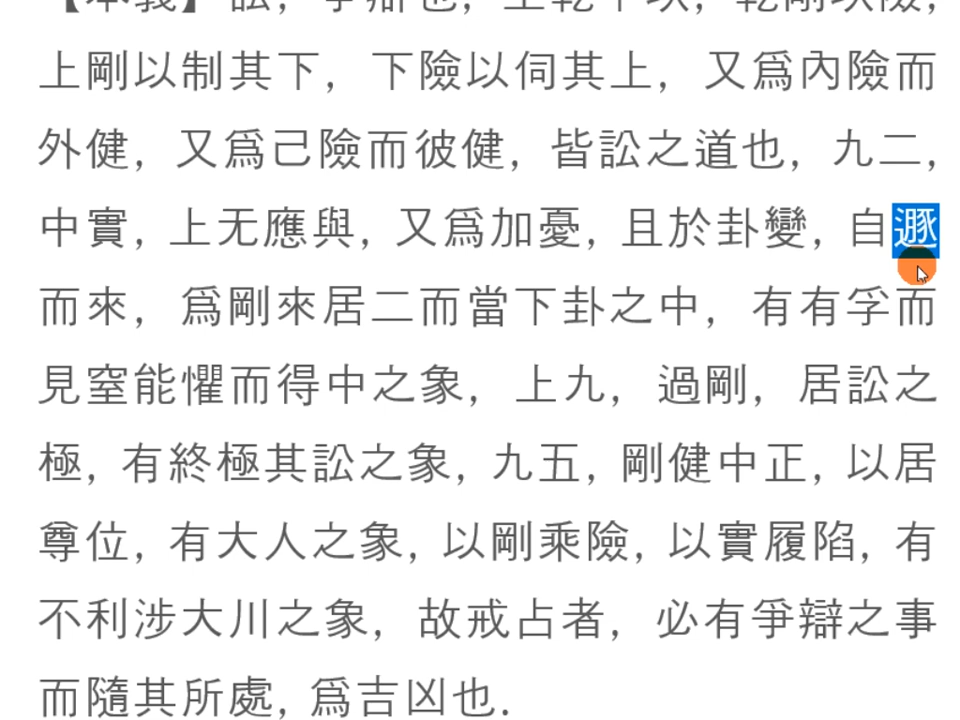 上剛以制其下, 下險以伺其上, 又爲內險而
外健, 又爲己險而彼健, 皆訟之道也, 九二,
中實, 上无應與, 又爲加憂, 且於卦變, 自遯
而來, 爲剛來居二而當下卦之中, 有有孚而
見窒能懼而得中之象, 上九, 過剛, 居訟之
極, 有終極其訟之象, 九五, 剛健中正, 以居
尊位, 有大人之象, 以剛乘險, 以實履陷, 有
不利涉大川之象, 故戒占者, 必有爭辯之事
而隨其所處, 爲吉凶也.